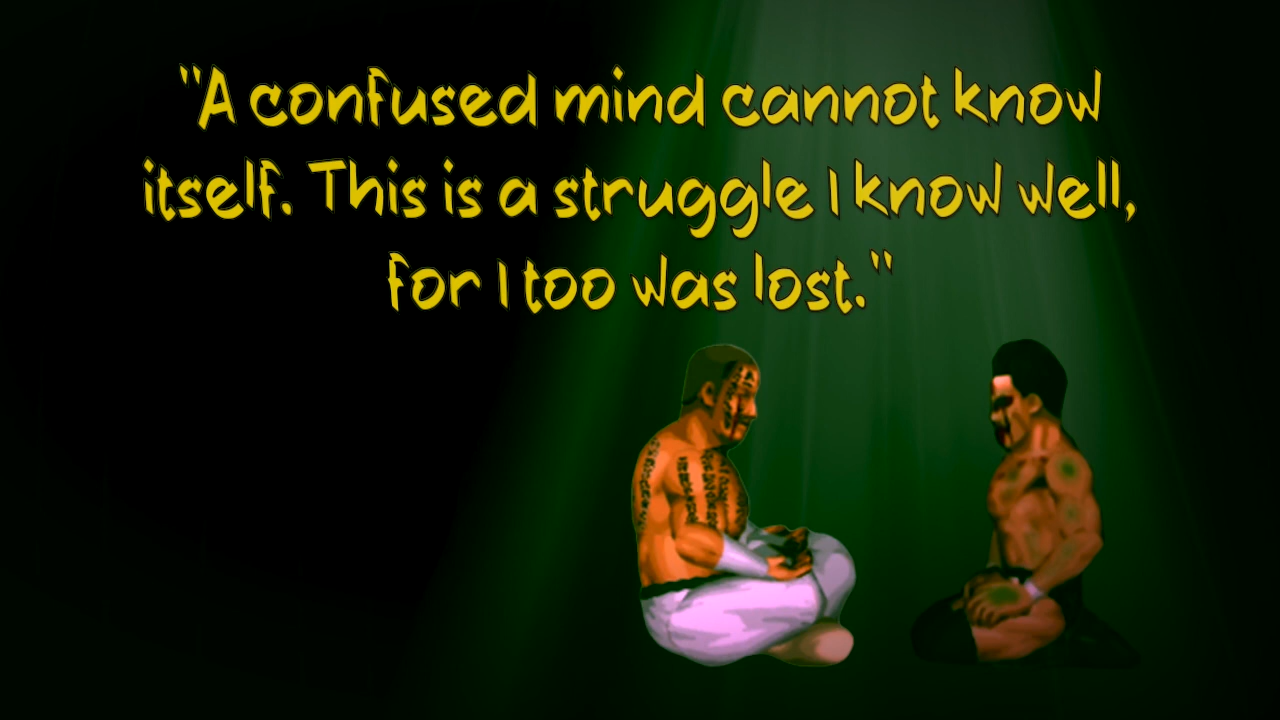 "A confused mind cannot know
itself. This is a struggle I know well,
for I too was lost."